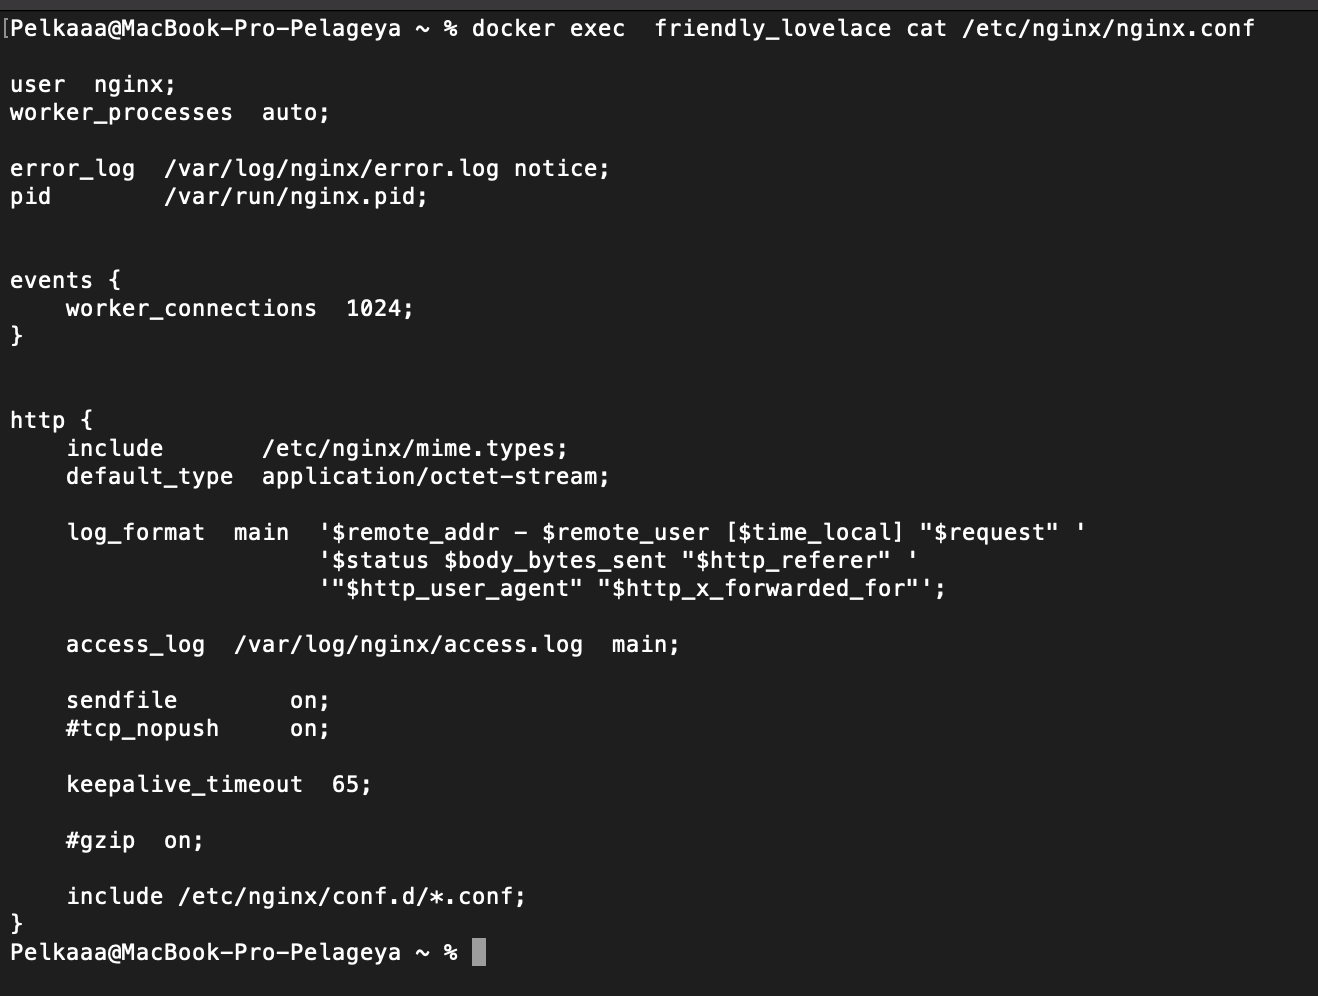 [Pelkaaa@MacBook-Pro-Pelageya ~ % docker exec  friendly_lovelace cat /etc/nginx/nginx.conf

user  nginx;
worker_processes  auto;

error_log  /var/log/nginx/error.log notice;
pid        /var/run/nginx.pid;


events {
    worker_connections  1024;
}


http {
    include       /etc/nginx/mime.types;
    default_type  application/octet-stream;

    log_format  main  '$remote_addr - $remote_user [$time_local] "$request" '
                      '$status $body_bytes_sent "$http_referer" '
                      '"$http_user_agent" "$http_x_forwarded_for"';

    access_log  /var/log/nginx/access.log  main;

    sendfile        on;
    #tcp_nopush     on;

    keepalive_timeout  65;

    #gzip  on;

    include /etc/nginx/conf.d/*.conf;
}
Pelkaaa@MacBook-Pro-Pelageya ~ %